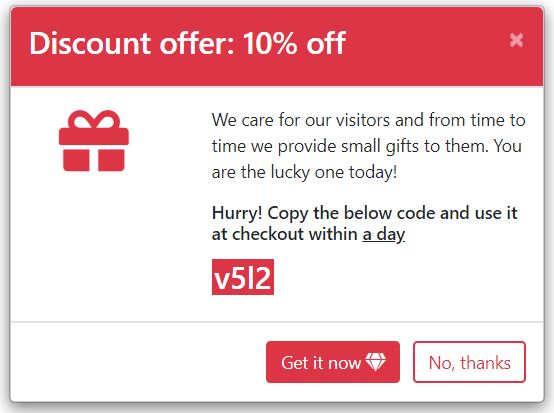 Discount offer: 10% off
×
We care for our visitors and from time to
time we provide small gifts to them. You
are the lucky one today!
Hurry! Copy the below code and use it
at checkout within a day
v5l2
Get it now
No, thanks